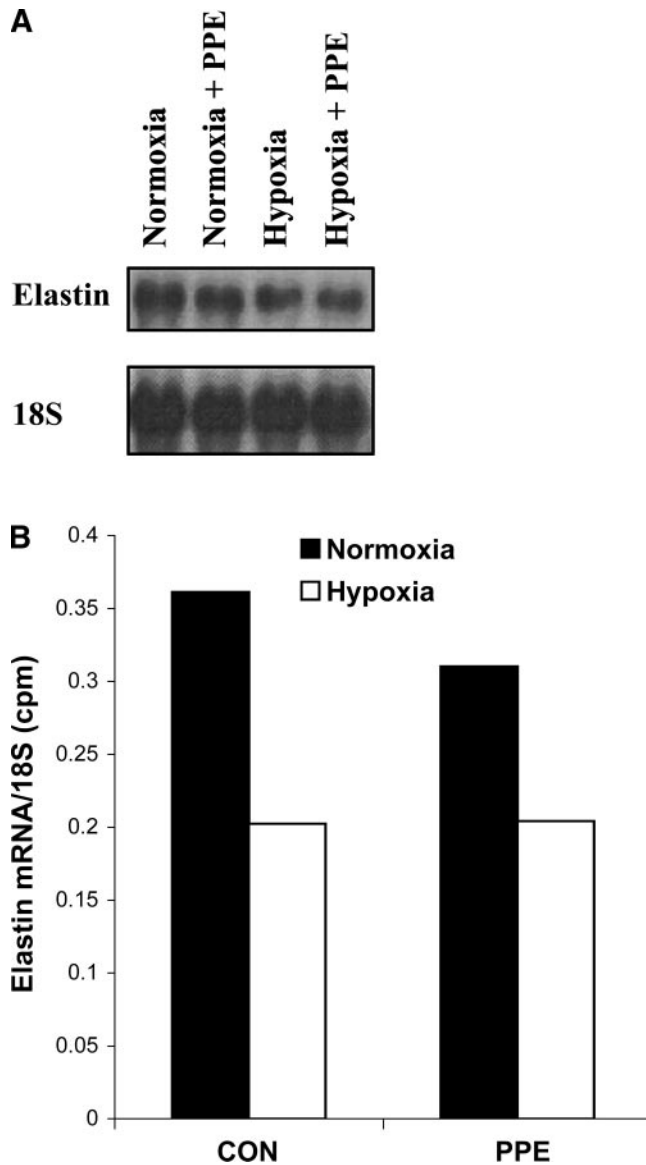 A
Normoxia
Normoxia + PPE
Hypoxia
Hypoxia + PPE
Elastin
18S
B
Elastin mRNA/18S (cpm)
0.4
0.35
0.3
0.25
0.2
0.15
0.1
0.05
0
Normoxia
Hypoxia
CON
PPE